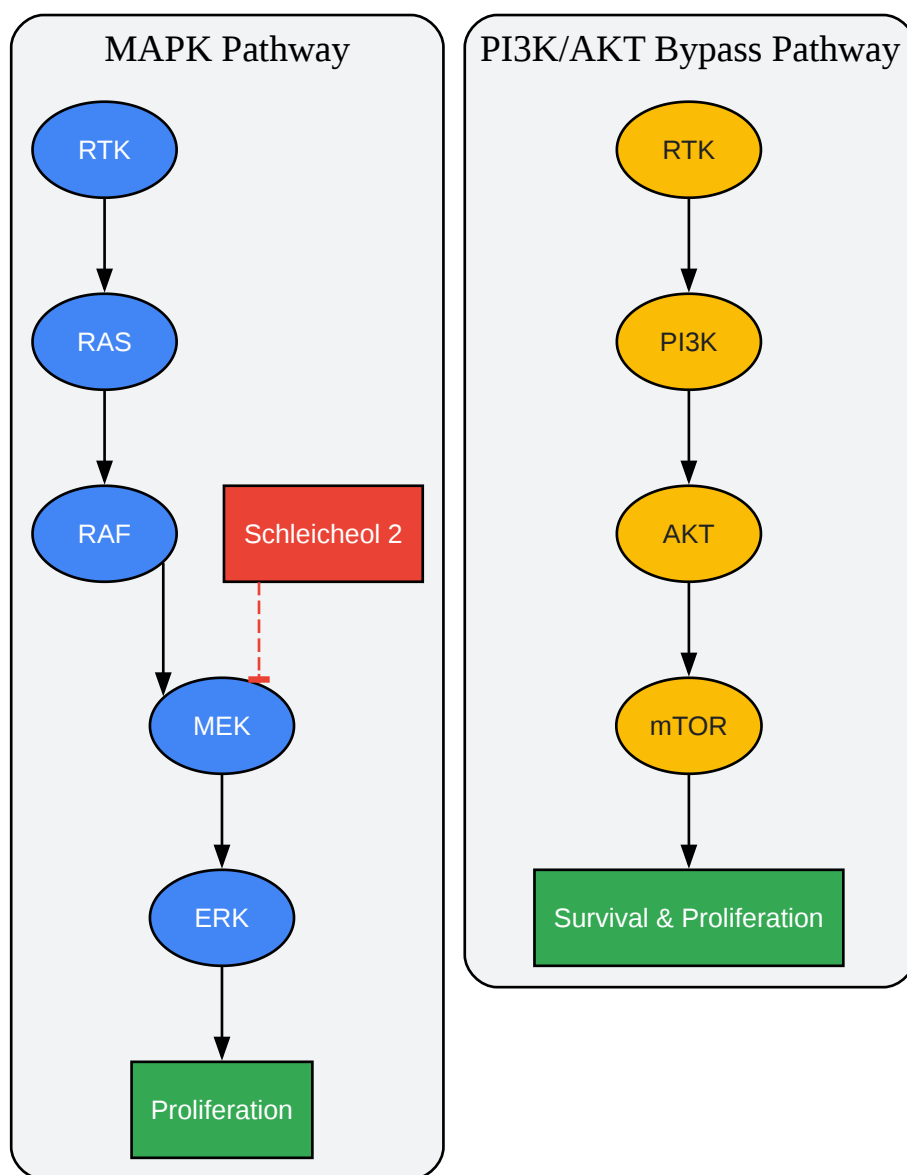 MAPK Pathway
RTK
RAS
RAF
Schleicheol 2
MEK
ERK
Proliferation
PI3K/AKT Bypass Pathway
RTK
PI3K
AKT
mTOR
Survival & Proliferation